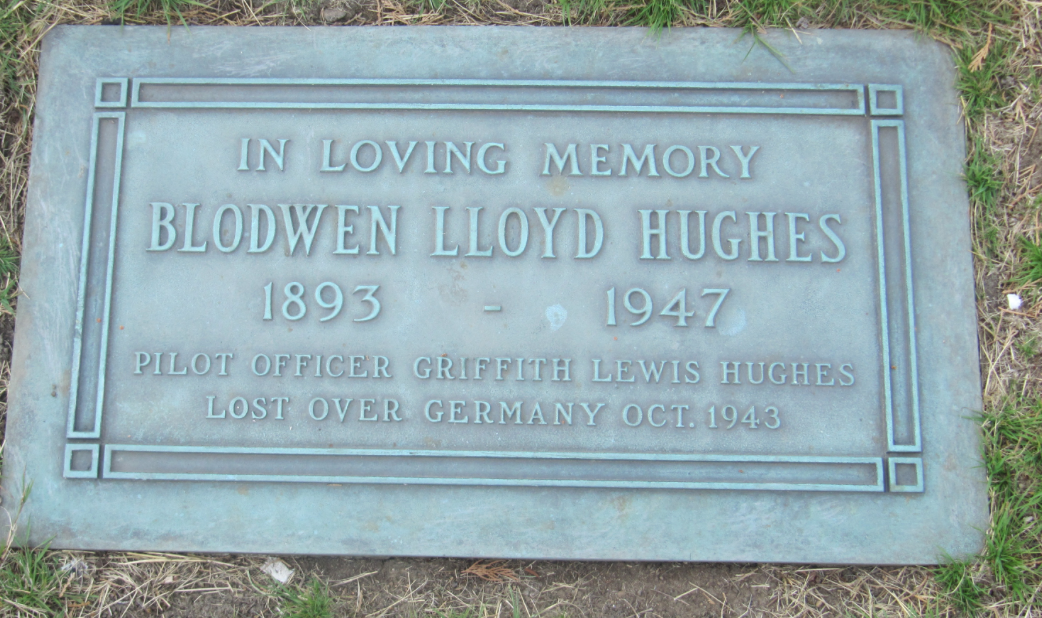 IN LOVING MEMORY
BLODWEN LLOYD HUGHES
1893 - 1947
PILOT OFFICER GRIFFITH LEWIS HUGHES
LOST OVER GERMANY OCT. 1943